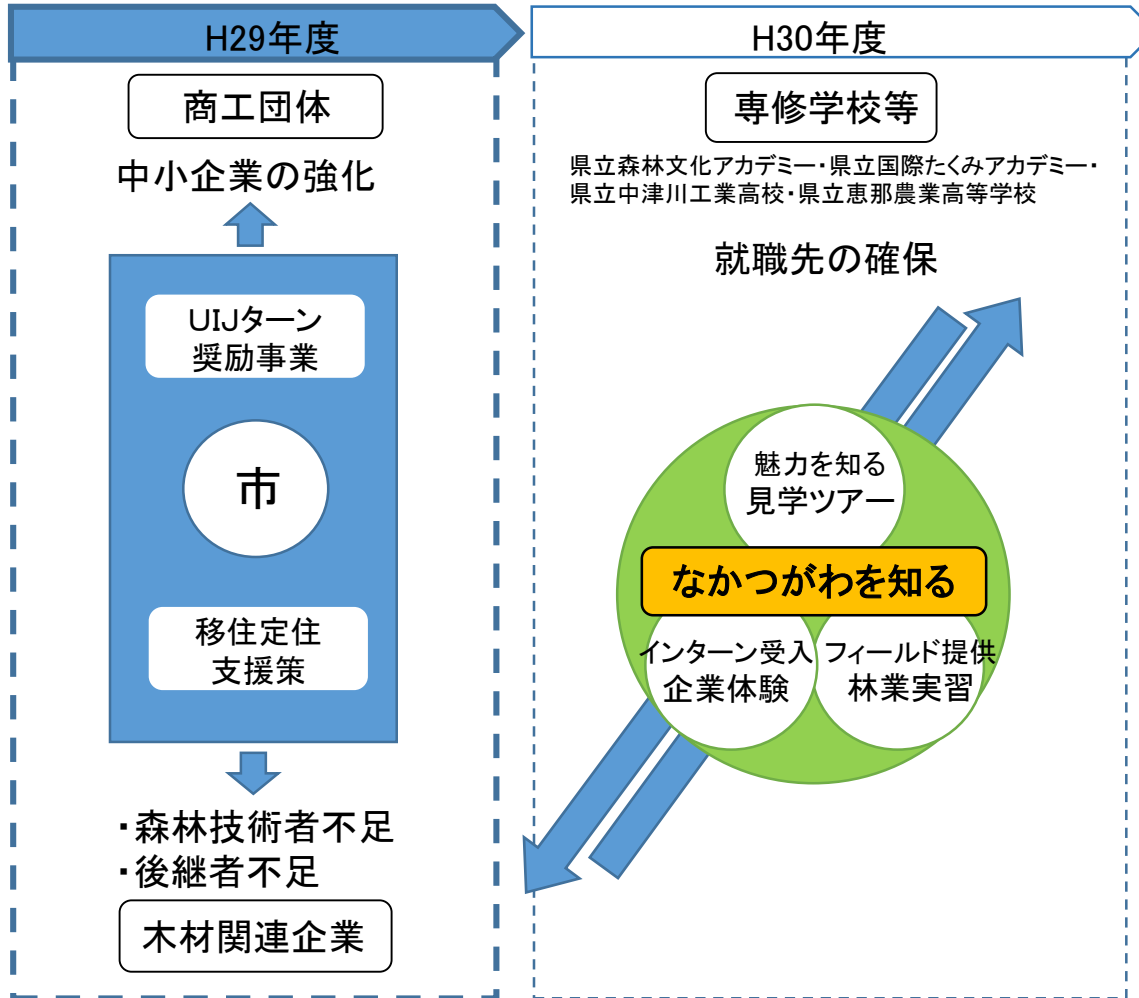 H29年度
商工団体
中小企業の強化
UIJターン
奨励事業
市
移住定住
支援策
・森林技術者不足
・後継者不足
木材関連企業
H30年度
専修学校等
県立森林文化アカデミー・県立国際たくみアカデミー・
県立中津川工業高校・県立恵那農業高等学校
就職先の確保
魅力を知る
見学ツアー
なかつがわを知る
インターン受入
企業体験
フィールド提供
林業実習